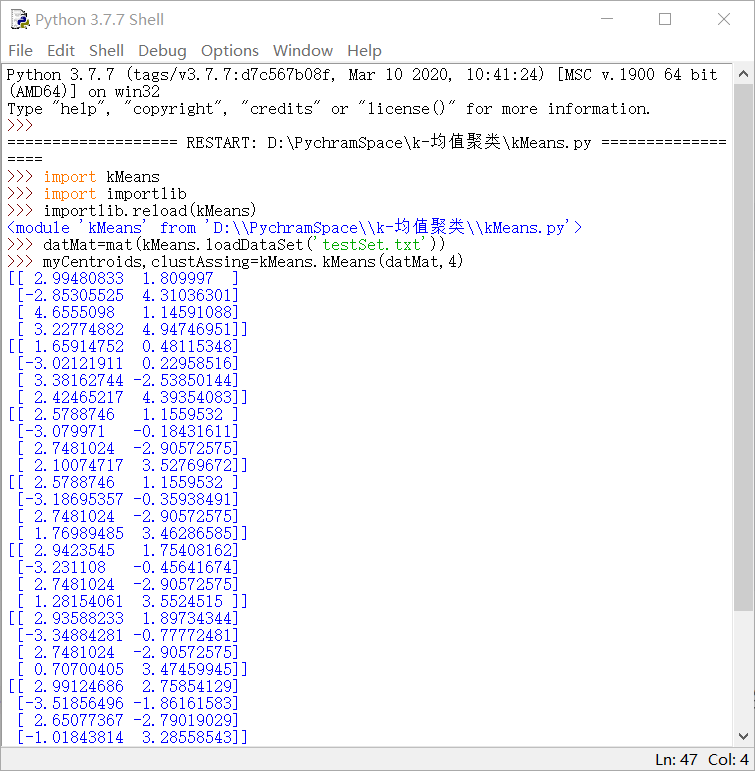 Python 3.7.7 Shell
File Edit Shell Debug Options Window Help
Python 3.7.7 (tags/v3.7.7:d7c567b08f, Mar 10 2020, 10:41:24) [MSC v.1900 64 bit
(AMD64)] on win32
Type "help", "copyright", "credits" or "license()" for more information.
>>>
=================== RESTART: D:\PychramSpace\k-均值聚类\kMeans.py ==============
====
>>> import kMeans
>>> import importlib
>>> importlib.reload(kMeans)
<module 'kMeans' from 'D:\\PychramSpace\\k-均值聚类\\kMeans.py'>
>>> datMat=mat(kMeans.loadDataSet('testSet.txt'))
>>> myCentroids,clustAssing=kMeans.kMeans(datMat,4)
[[ 2.99480833  1.809997  ]
 [-2.85305525  4.31036301]
 [ 4.6555098   1.14591088]
 [ 3.22774882  4.94746951]]
[[ 1.65914752  0.48115348]
 [-3.02121911  0.22958516]
 [ 3.38162744 -2.53850144]
 [ 2.42465217  4.39354083]]
[[ 2.5788746   1.1559532 ]
 [-3.079971   -0.18431611]
 [ 2.7481024  -2.90572575]
 [ 2.10074717  3.52769672]]
[[ 2.5788746   1.1559532 ]
 [-3.18695357 -0.35938491]
 [ 2.7481024  -2.90572575]
 [ 1.76989485  3.46286585]]
[[ 2.9423545   1.75408162]
 [-3.231108   -0.45641674]
 [ 2.7481024  -2.90572575]
 [ 1.28154061  3.5524515 ]]
[[ 2.93588233  1.89734344]
 [-3.34884281 -0.77772481]
 [ 2.7481024  -2.90572575]
 [ 0.70700405  3.47459945]]
[[ 2.99124686  2.75854129]
 [-3.51856496 -1.86161583]
 [ 2.65077367 -2.79019029]
 [-1.01843814  3.28558543]]
Ln: 47 Col: 4